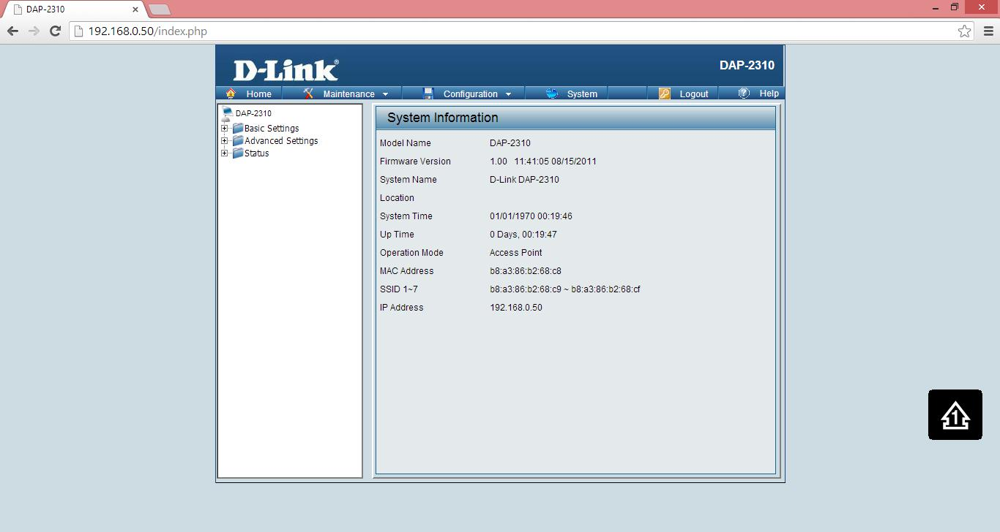 DAP-2310
192.168.0.50/index.php
D-Link®
DAP-2310
Home Maintenance Configuration System Logout Help
DAP-2310
Basic Settings
Advanced Settings
Status
System Information
Model Name DAP-2310
Firmware Version 1.00 11:41:05 08/15/2011
System Name D-Link DAP-2310
Location
System Time 01/01/1970 00:19:46
Up Time 0 Days, 00:19:47
Operation Mode Access Point
MAC Address b8:a3:86:b2:68:c8
SSID 1~7 b8:a3:86:b2:68:c9 ~ b8:a3:86:b2:68:cf
IP Address 192.168.0.50
1